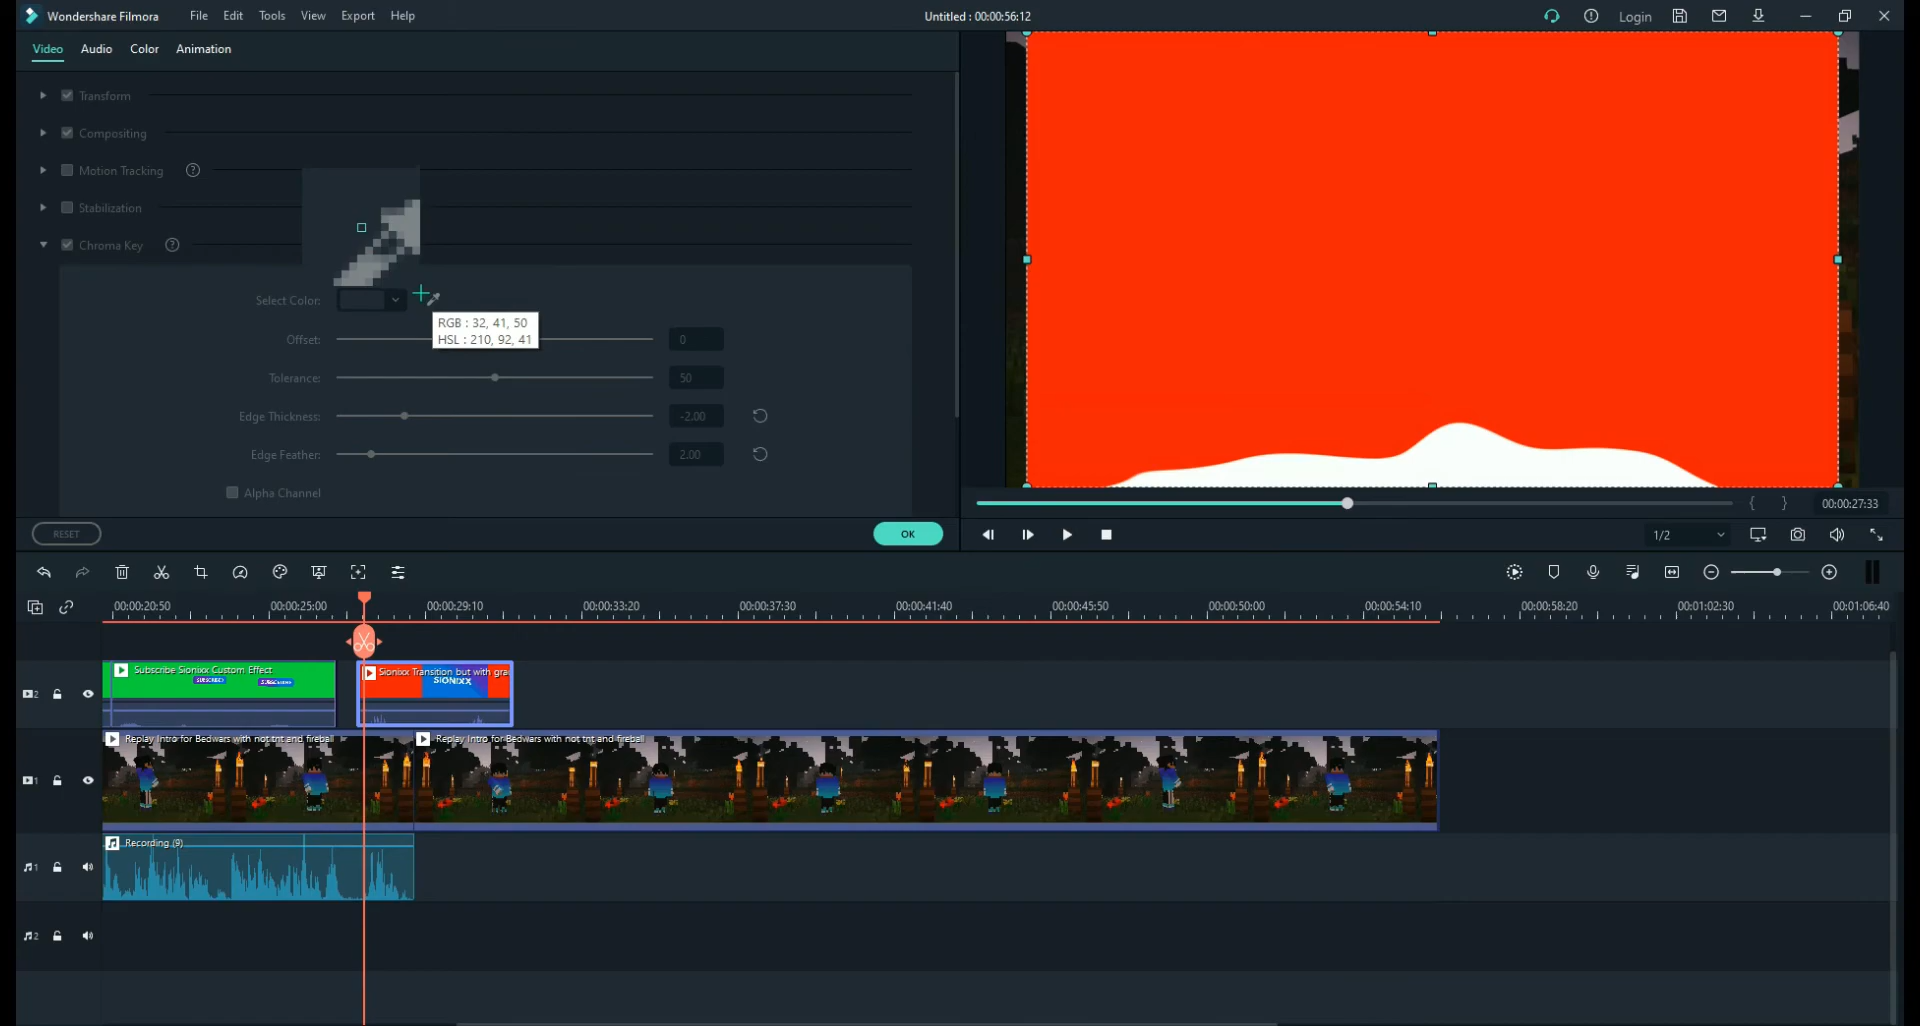 Wondershare Filmora
File Edit Tools View Export Help
Untitled : 00:00:56:12
Login
Video Audio Color Animation
Transform
Compositing
Motion Tracking
Stabilization
Chroma Key
Select Color:
RGB : 32, 41, 50
HSL : 210, 92, 41
Offset: 0
Tolerance: 50
Edge Thickness: -2.00
Edge Feather: 2.00
Alpha Channel
RESET OK
00:00:27:33
1/2
00:00:20:50 00:00:25:00 00:00:29:10 00:00:33:20 00:00:37:30 00:00:41:40 00:00:45:50 00:00:50:00 00:00:54:10 00:00:58:20 00:01:02:30 00:01:06:40
Subscribe Sionixx Custom Effect
SUBSCRIBED
Sionixx Transition but with gra
SIONIXX
2
Replay Intro for Bedwars with not tnt and fireball
Replay Intro for Bedwars with not tnt and fireball
1
Recording (9)
1
2